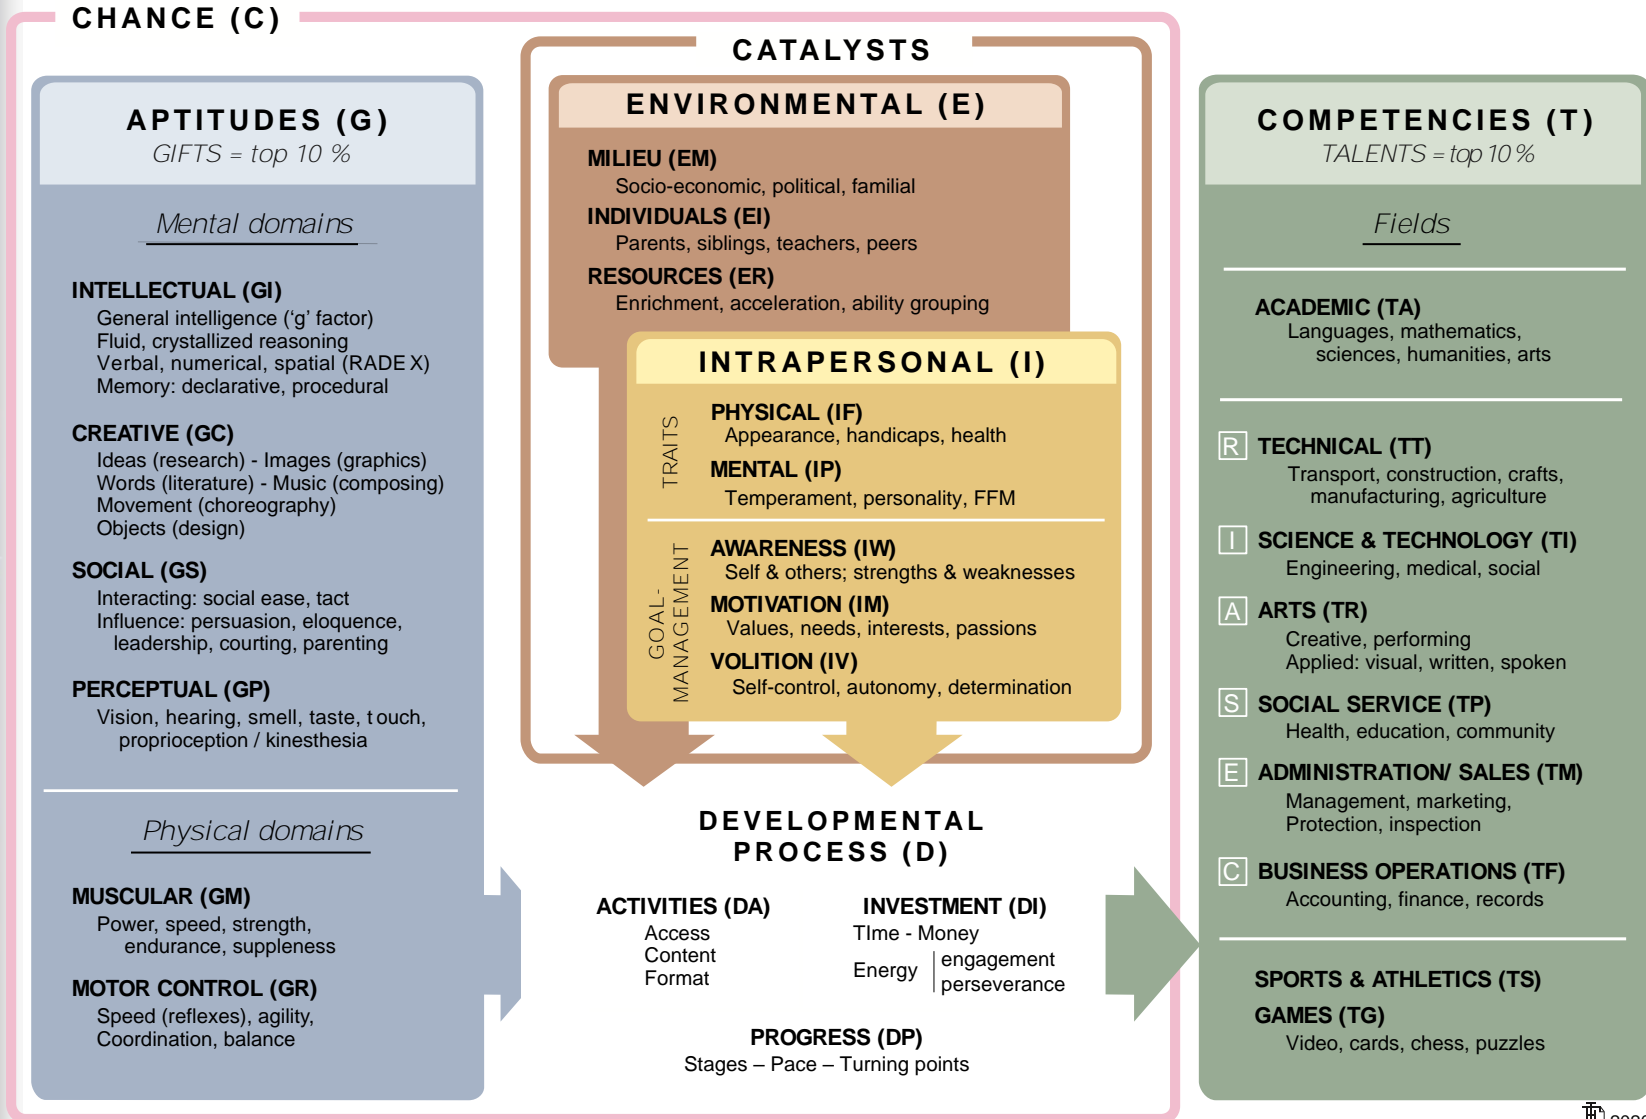 CHANCE (C)
APTITUDES (G)
GIFTS = top 10 %
Mental domains
INTELLECTUAL (GI)
General intelligence (‘g’ factor)
Fluid, crystallized reasoning
Verbal, numerical, spatial (RADEX)
Memory: declarative, procedural
CREATIVE (GC)
Ideas (research) - Images (graphics)
Words (literature) - Music (composing)
Movement (choreography)
Objects (design)
SOCIAL (GS)
Interacting: social ease, tact
Influence: persuasion, eloquence,
leadership, courting, parenting
PERCEPTUAL (GP)
Vision, hearing, smell, taste, touch,
proprioception / kinesthesia
Physical domains
MUSCULAR (GM)
Power, speed, strength,
endurance, suppleness
MOTOR CONTROL (GR)
Speed (reflexes), agility,
Coordination, balance
CATALYSTS
ENVIRONMENTAL (E)
MILIEU (EM)
Socio-economic, political, familial
INDIVIDUALS (EI)
Parents, siblings, teachers, peers
RESOURCES (ER)
Enrichment, acceleration, ability grouping
INTRAPERSONAL (I)
TRAITS
PHYSICAL (IF)
Appearance, handicaps, health
MENTAL (IP)
Temperament, personality, FFM
GOAL-
MANAGEMENT
AWARENESS (IW)
Self & others; strengths & weaknesses
MOTIVATION (IM)
Values, needs, interests, passions
VOLITION (IV)
Self-control, autonomy, determination
DEVELOPMENTAL
PROCESS (D)
ACTIVITIES (DA)
Access
Content
Format
INVESTMENT (DI)
TIme - Money
Energy
engagement
perseverance
PROGRESS (DP)
Stages – Pace – Turning points
COMPETENCIES (T)
TALENTS = top 10 %
Fields
ACADEMIC (TA)
Languages, mathematics,
sciences, humanities, arts
R TECHNICAL (TT)
Transport, construction, crafts,
manufacturing, agriculture
I SCIENCE & TECHNOLOGY (TI)
Engineering, medical, social
A ARTS (TR)
Creative, performing
Applied: visual, written, spoken
S SOCIAL SERVICE (TP)
Health, education, community
E ADMINISTRATION/ SALES (TM)
Management, marketing,
Protection, inspection
C BUSINESS OPERATIONS (TF)
Accounting, finance, records
SPORTS & ATHLETICS (TS)
GAMES (TG)
Video, cards, chess, puzzles